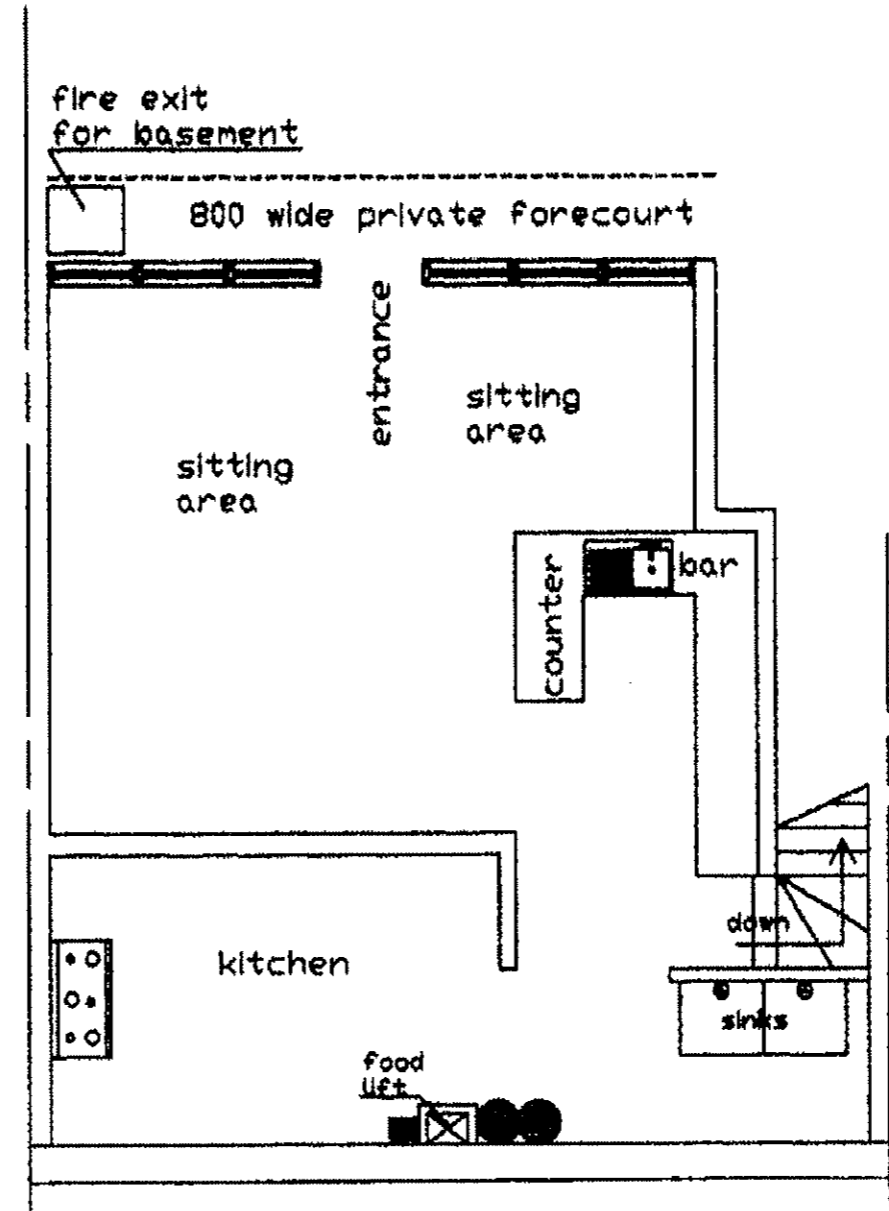 fire exit
for basement
800 wide private forecourt
entrance
sitting
area
sitting
area
counter
bar
down
kitchen
sinks
food
lift